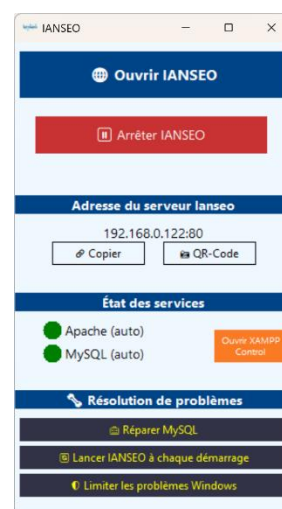 IANSEO
Ouvrir IANSEO
Arrêter IANSEO
Adresse du serveur Ianseo
192.168.0.122:80
Copier
QR-Code
État des services
Apache (auto)
MySQL (auto)
Ouvrir XAMPP
Control
Résolution de problèmes
Réparer MySQL
Lancer IANSEO à chaque démarrage
Limiter les problèmes Windows